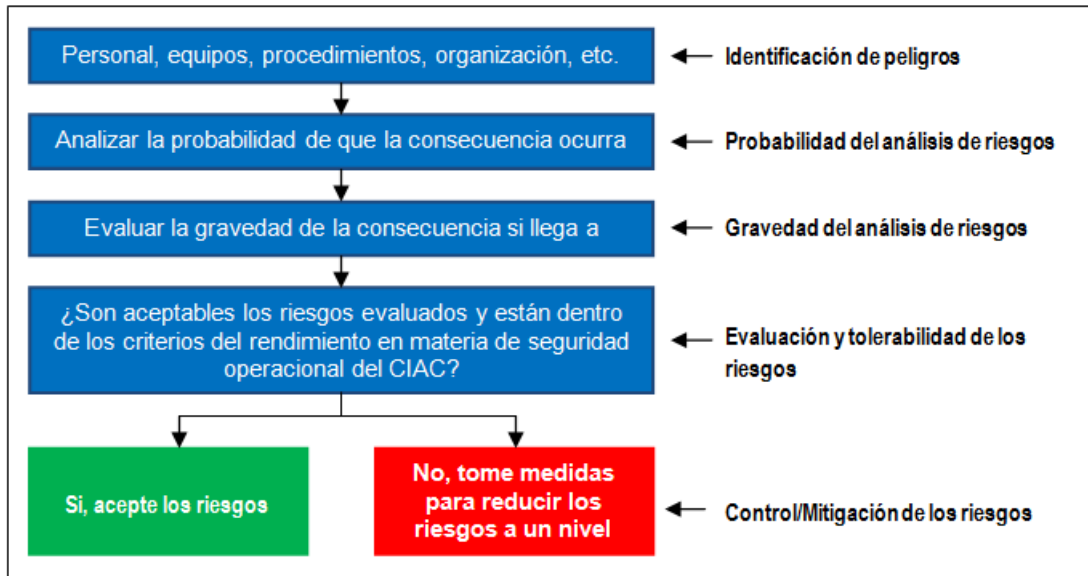 Personal, equipos, procedimientos, organización, etc.
Identificación de peligros
Analizar la probabilidad de que la consecuencia ocurra
Probabilidad del análisis de riesgos
Evaluar la gravedad de la consecuencia si llega a
Gravedad del análisis de riesgos
¿Son aceptables los riesgos evaluados y están dentro
de los criterios del rendimiento en materia de seguridad
operacional del CIAC?
Evaluación y tolerabilidad de los
riesgos
Si, acepte los riesgos
No, tome medidas
para reducir los
riesgos a un nivel
Control/Mitigación de los riesgos